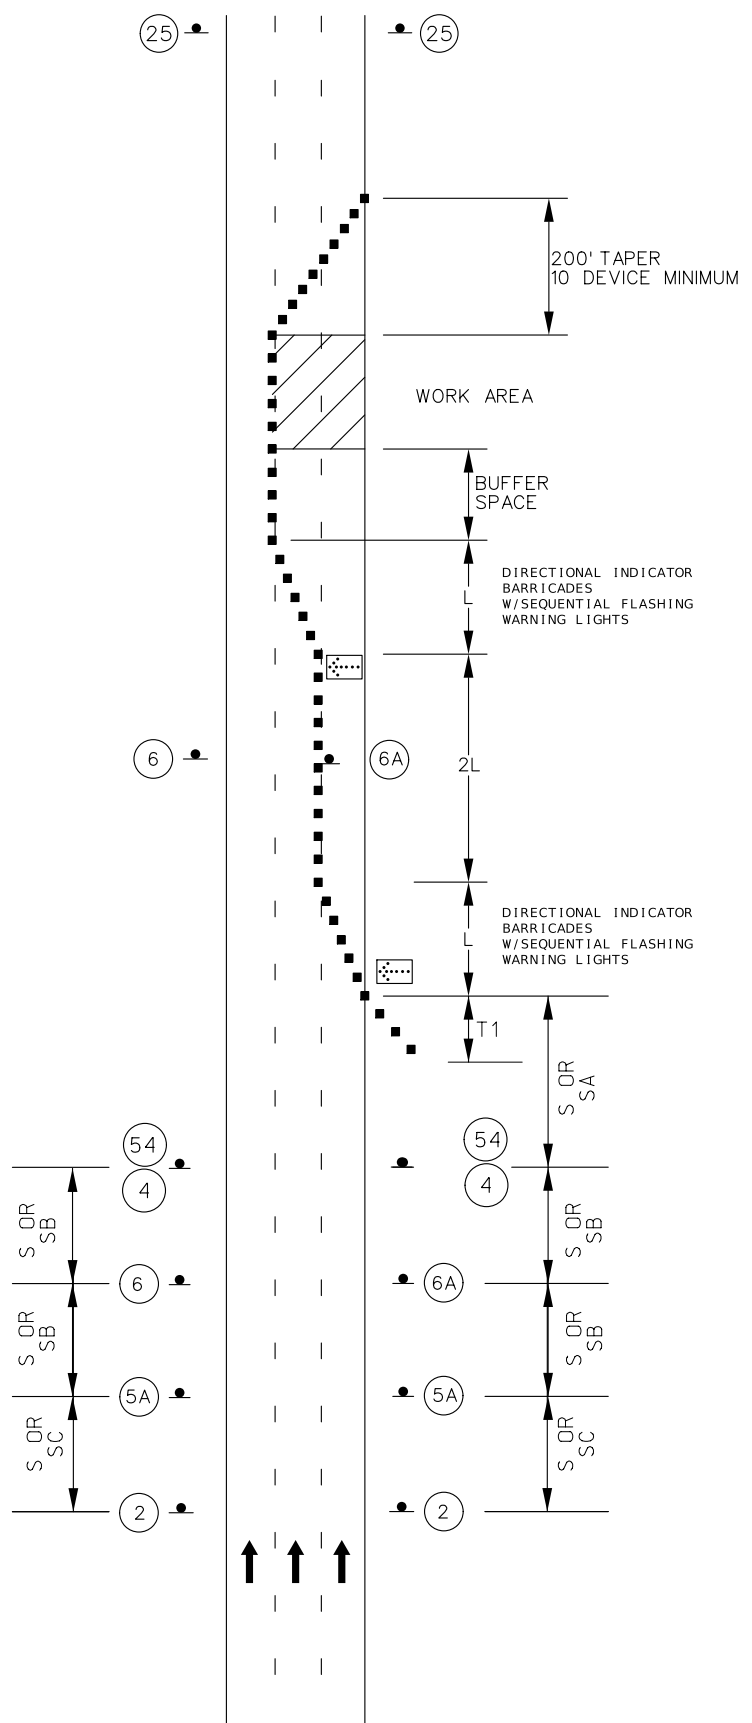 25
25
200' TAPER
10 DEVICE MINIMUM
WORK AREA
BUFFER
SPACE
L
DIRECTIONAL INDICATOR
BARRICADES
W/SEQUENTIAL FLASHING
WARNING LIGHTS
6
6A
2L
L
DIRECTIONAL INDICATOR
BARRICADES
W/SEQUENTIAL FLASHING
WARNING LIGHTS
T1
S OR
SA
54
4
54
4
S OR
SB
S OR
SB
6
6A
S OR
SB
S OR
SB
5A
5A
S OR
SC
S OR
SC
2
2